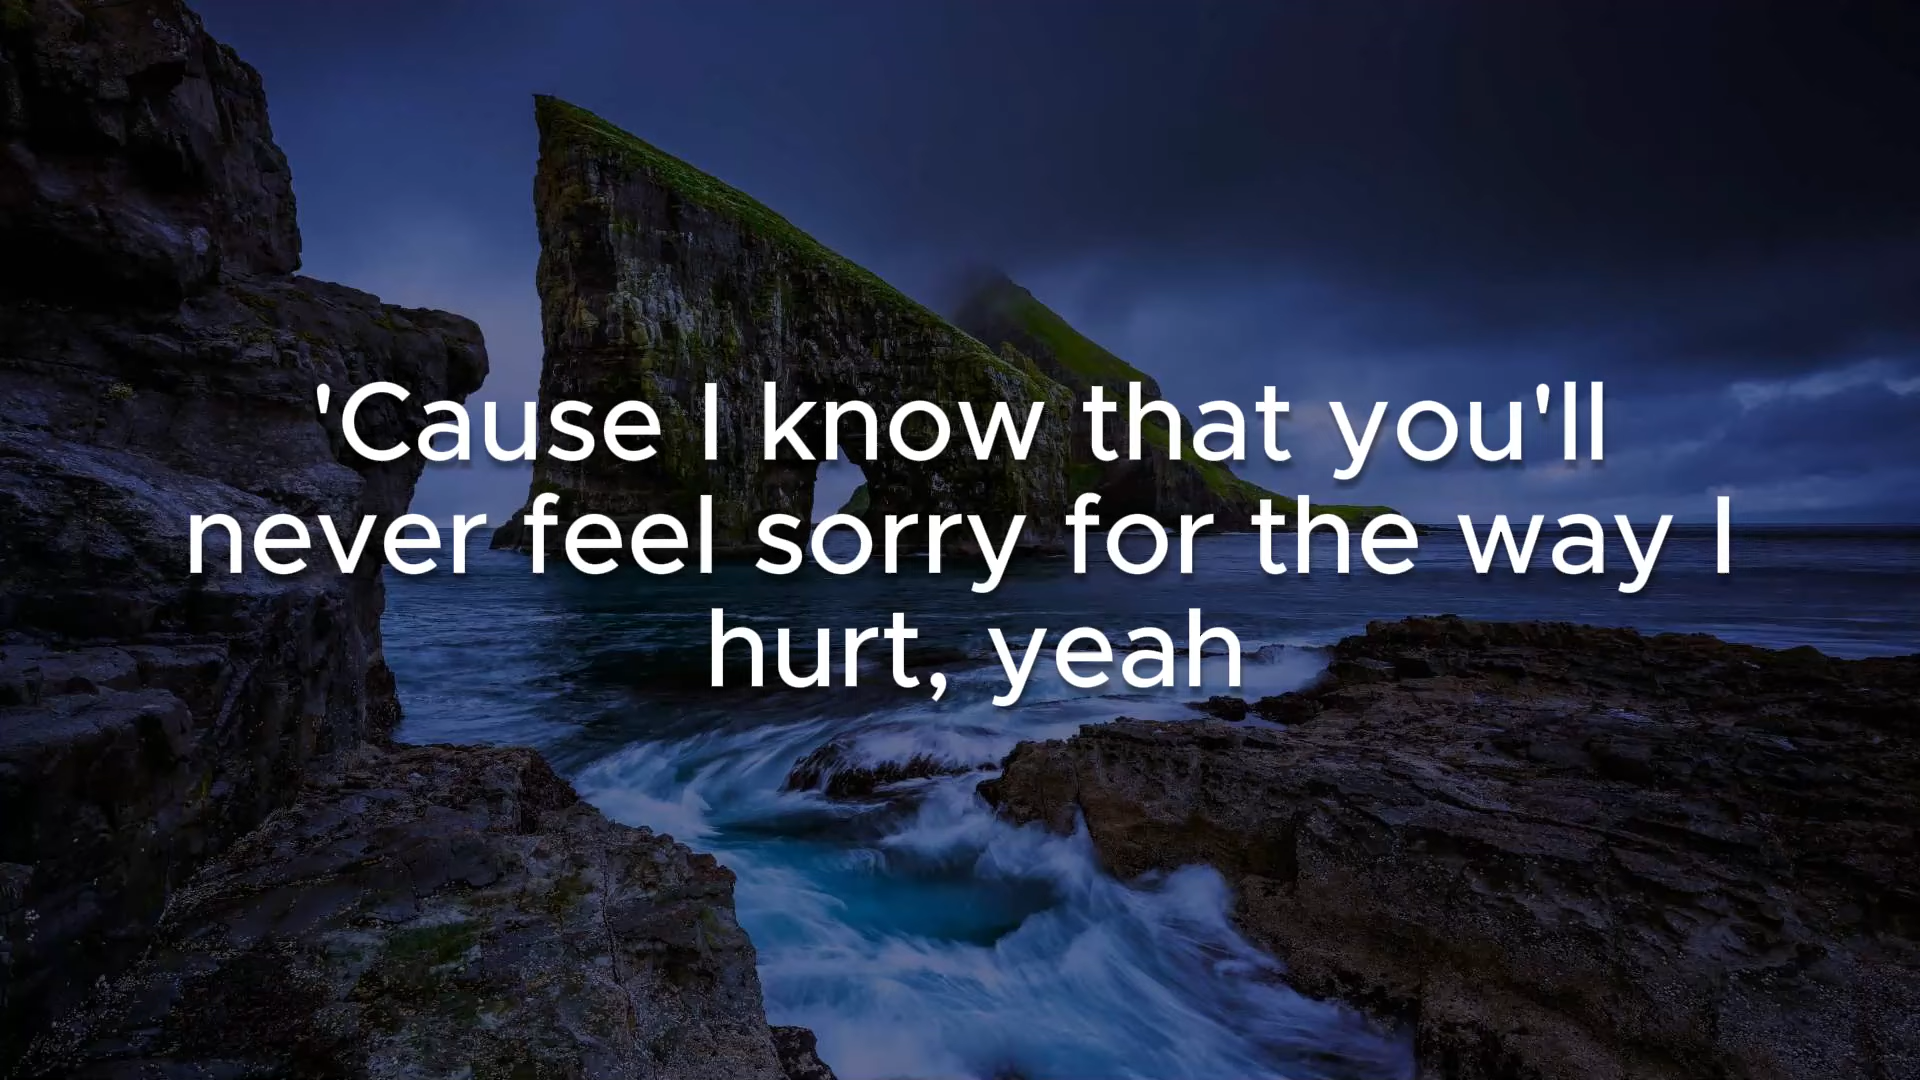 'Cause I know that you'll
never feel sorry for the way I
hurt, yeah